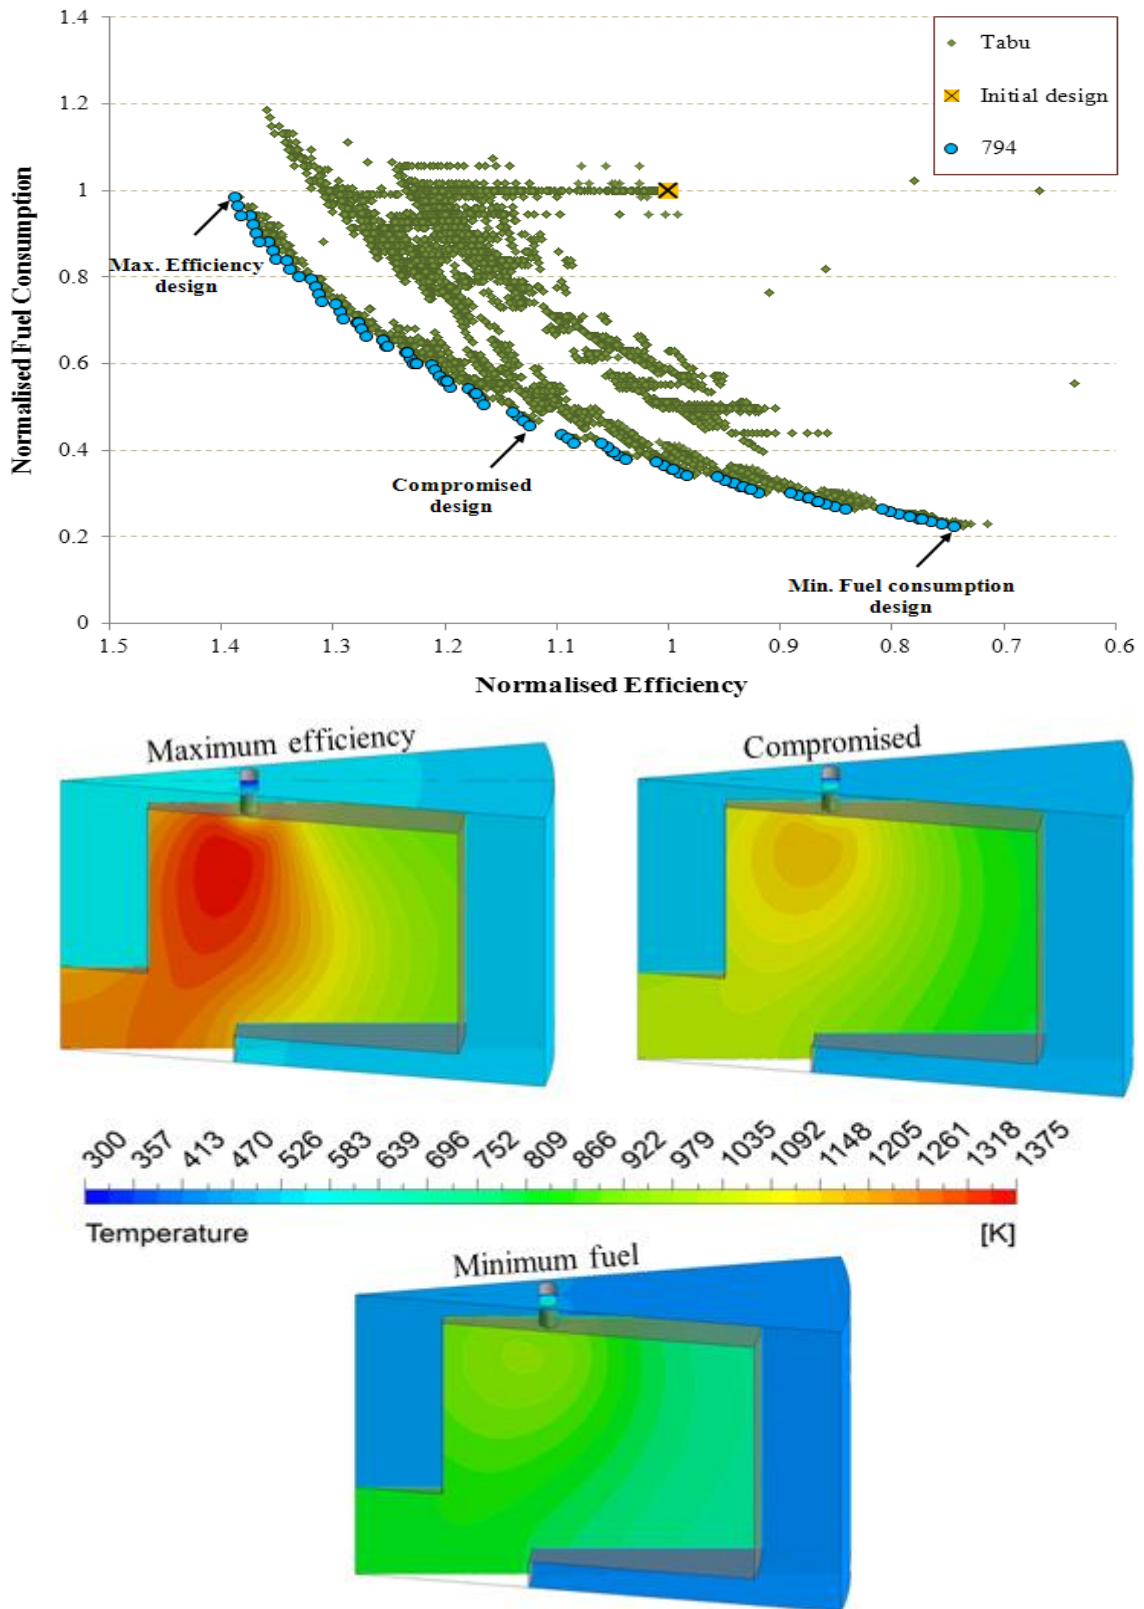 1.4
1.2
1
0.8
0.6
0.4
0.2
0
Normalised Fuel Consumption
Tabu
Initial design
794
Max. Efficiency
design
Compromised
design
Min. Fuel consumption
design
1.5 1.4 1.3 1.2 1.1 1 0.9 0.8 0.7 0.6
Normalised Efficiency
Maximum efficiency
Compromised
300 357 413 470 526 583 639 696 752 809 866 922 979 1035 1092 1148 1205 1261 1318 1375
Temperature [K]
Minimum fuel